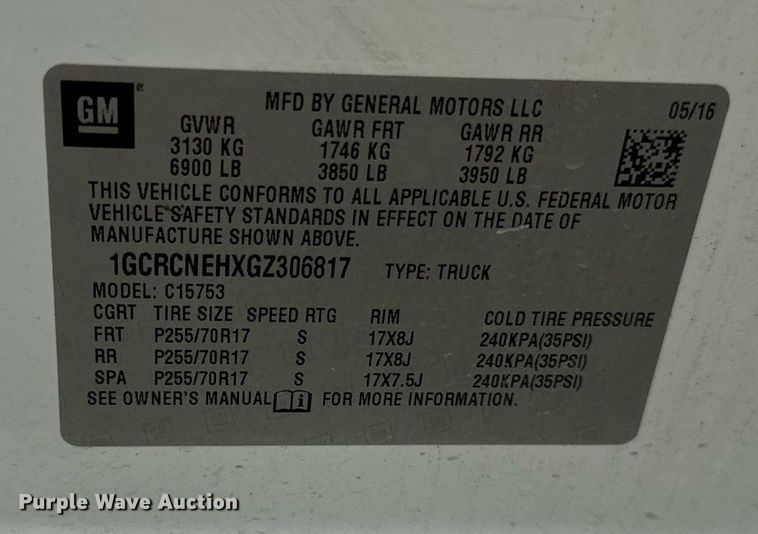 GM®
MFD BY GENERAL MOTORS LLC 05/16
GVWR GAWR FRT GAWR RR
3130 KG 1746 KG 1792 KG
6900 LB 3850 LB 3950 LB
THIS VEHICLE CONFORMS TO ALL APPLICABLE U.S. FEDERAL MOTOR
VEHICLE SAFETY STANDARDS IN EFFECT ON THE DATE OF
MANUFACTURE SHOWN ABOVE.
1GCRCNEHXGZ306817 TYPE: TRUCK
MODEL: C15753
CGRT TIRE SIZE SPEED RTG RIM COLD TIRE PRESSURE
FRT P255/70R17 S 17X8J 240KPA(35PSI)
RR P255/70R17 S 17X8J 240KPA(35PSI)
SPA P255/70R17 S 17X7.5J 240KPA(35PSI)
SEE OWNER'S MANUAL i FOR MORE INFORMATION.
Purple Wave Auction